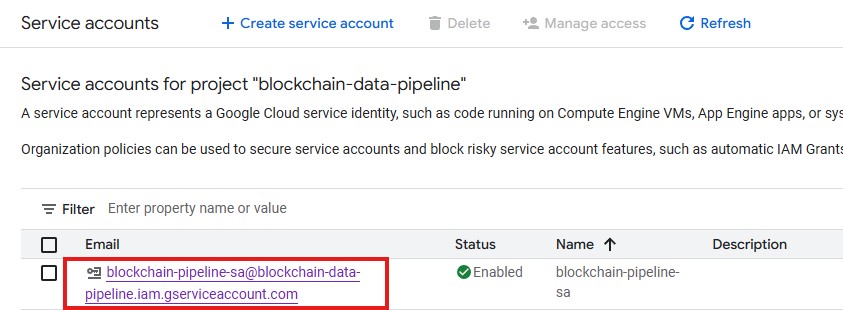 Service accounts + Create service account Delete Manage access Refresh
Service accounts for project "blockchain-data-pipeline"
A service account represents a Google Cloud service identity, such as code running on Compute Engine VMs, App Engine apps, or sys
Organization policies can be used to secure service accounts and block risky service account features, such as automatic IAM Grants
Filter Enter property name or value
Email Status Name Description
blockchain-pipeline-sa@blockchain-data- Enabled blockchain-pipeline-
pipeline.iam.gserviceaccount.com sa